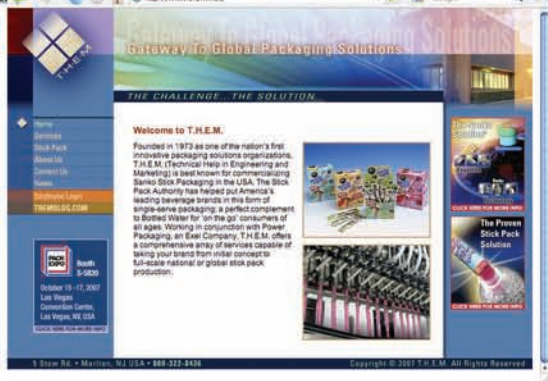 T.H.E.M
Gateway To Global Packaging Solutions
THE CHALLENGE...THE SOLUTION
Home
Services
Stick Pack
About Us
Contact Us
News
Employee Login
THEMBLOG.COM
PACK
EXPO
Booth
S-5820
October 15 -17, 2007
Las Vegas
Convention Center,
Las Vegas, NV, USA
CLICK HERE FOR MORE INFO
Welcome to T.H.E.M.
Founded in 1973 as one of the nation's first
innovative packaging solutions organizations,
T.H.E.M. (Technical Help in Engineering and
Marketing) is best known for commercializing
Sanko Stick Packaging in the USA. The Stick
Pack Authority has helped put America's
leading beverage brands in this form of
single-serve packaging; a perfect complement
to Bottled Water for 'on the go' consumers of
all ages. Working in conjunction with Power
Packaging, an Exel Company, T.H.E.M. offers
a comprehensive array of services capable of
taking your brand from initial concept to
full-scale national or global stick pack
production.
CLICK HERE FOR MORE INFO
The Proven
Stick Pack
Solution
CLICK HERE FOR MORE INFO
5 Stow Rd. • Marlton, NJ USA • 800-322-8436
Copyright © 2007 T.H.E.M. All Rights Reserved